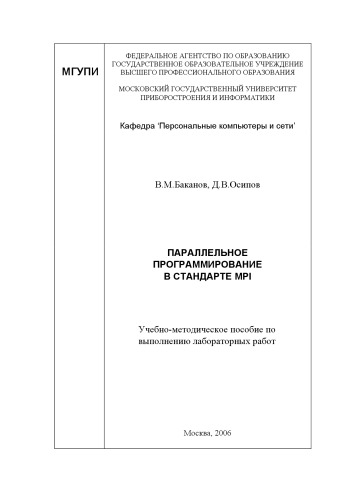 МГУПИ
ФЕДЕРАЛЬНОЕ АГЕНТСТВО ПО ОБРАЗОВАНИЮ
ГОСУДАРСТВЕННОЕ ОБРАЗОВАТЕЛЬНОЕ УЧРЕЖДЕНИЕ
ВЫСШЕГО ПРОФЕССИОНАЛЬНОГО ОБРАЗОВАНИЯ
МОСКОВСКИЙ ГОСУДАРСТВЕННЫЙ УНИВЕРСИТЕТ
ПРИБОРОСТРОЕНИЯ И ИНФОРМАТИКИ
Кафедра ‘Персональные компьютеры и сети’
В.М.Баканов, Д.В.Осипов
ПАРАЛЛЕЛЬНОЕ
ПРОГРАММИРОВАНИЕ
В СТАНДАРТЕ MPI
Учебно-методическое пособие по
выполнению лабораторных работ
Москва, 2006